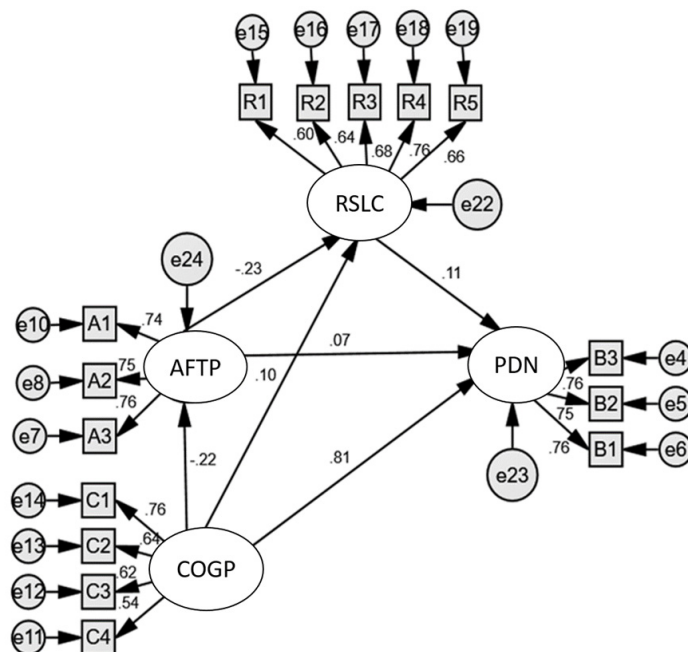 e15 e16 e17 e18 e19
R1 R2 R3 R4 R5
.60 .64 .68 .76 .66
RSLC e22
e24
-.23 .11
e10 A1 .74
.07
e8 A2 .75 AFTP
.10
PDN B3 e4
.76
e7 A3 .76
B2 e5
.75
B1 e6
.76
e23
-.22 .81
e14 C1 .76
e13 C2 .64
COGP
e12 C3 .62
.54
e11 C4